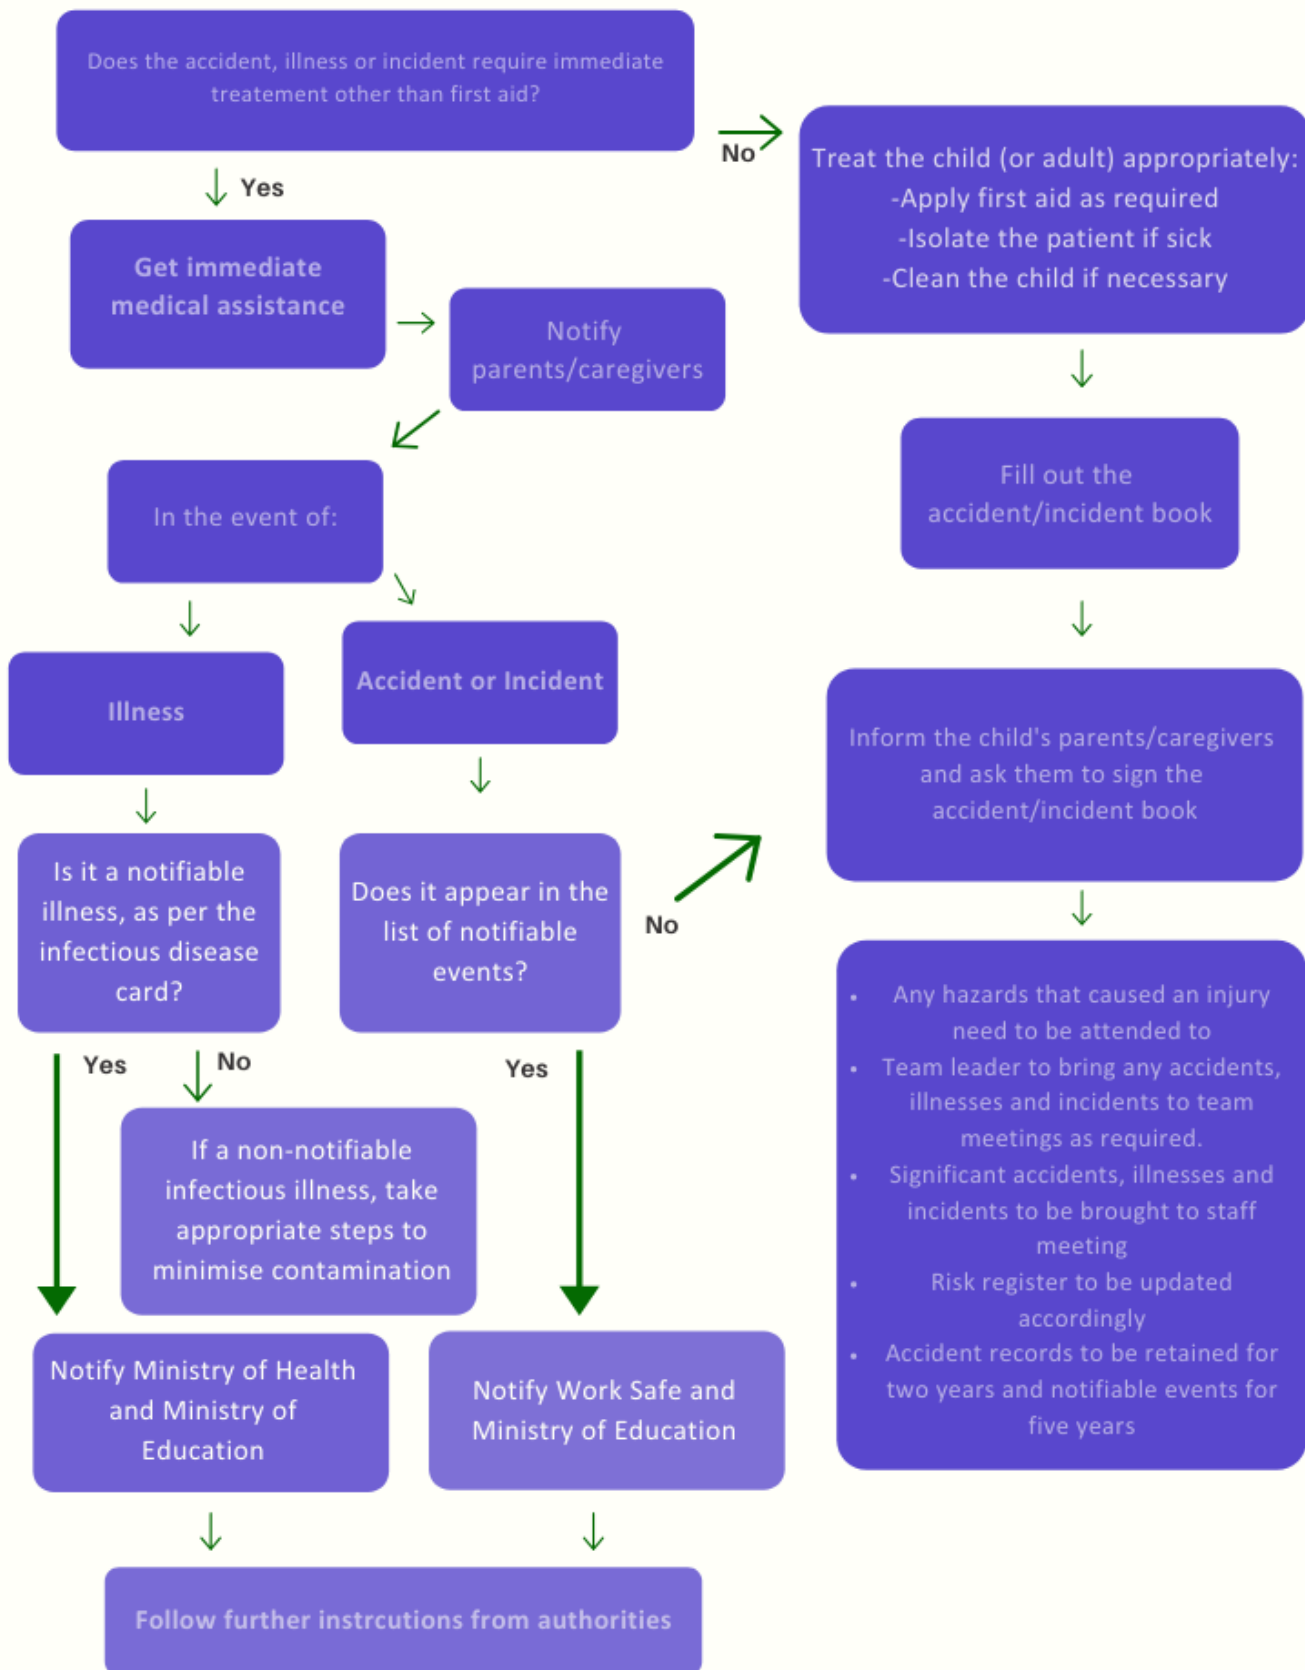 Does the accident, illness or incident require immediate
treatement other than first aid?
No
Yes
Treat the child (or adult) appropriately:
-Apply first aid as required
-Isolate the patient if sick
-Clean the child if necessary
Get immediate
medical assistance
Notify
parents/caregivers
Fill out the
accident/incident book
In the event of:
Illness
Accident or Incident
Inform the child's parents/caregivers
and ask them to sign the
accident/incident book
Is it a notifiable
illness, as per the
infectious disease
card?
Does it appear in the
list of notifiable
events?
No
Yes
No
Yes
If a non-notifiable
infectious illness, take
appropriate steps to
minimise contamination
• Any hazards that caused an injury
need to be attended to
• Team leader to bring any accidents,
illnesses and incidents to team
meetings as required.
• Significant accidents, illnesses and
incidents to be brought to staff
meeting
• Risk register to be updated
accordingly
• Accident records to be retained for
two years and notifiable events for
five years
Notify Ministry of Health
and Ministry of
Education
Notify Work Safe and
Ministry of Education
Follow further instrcutions from authorities